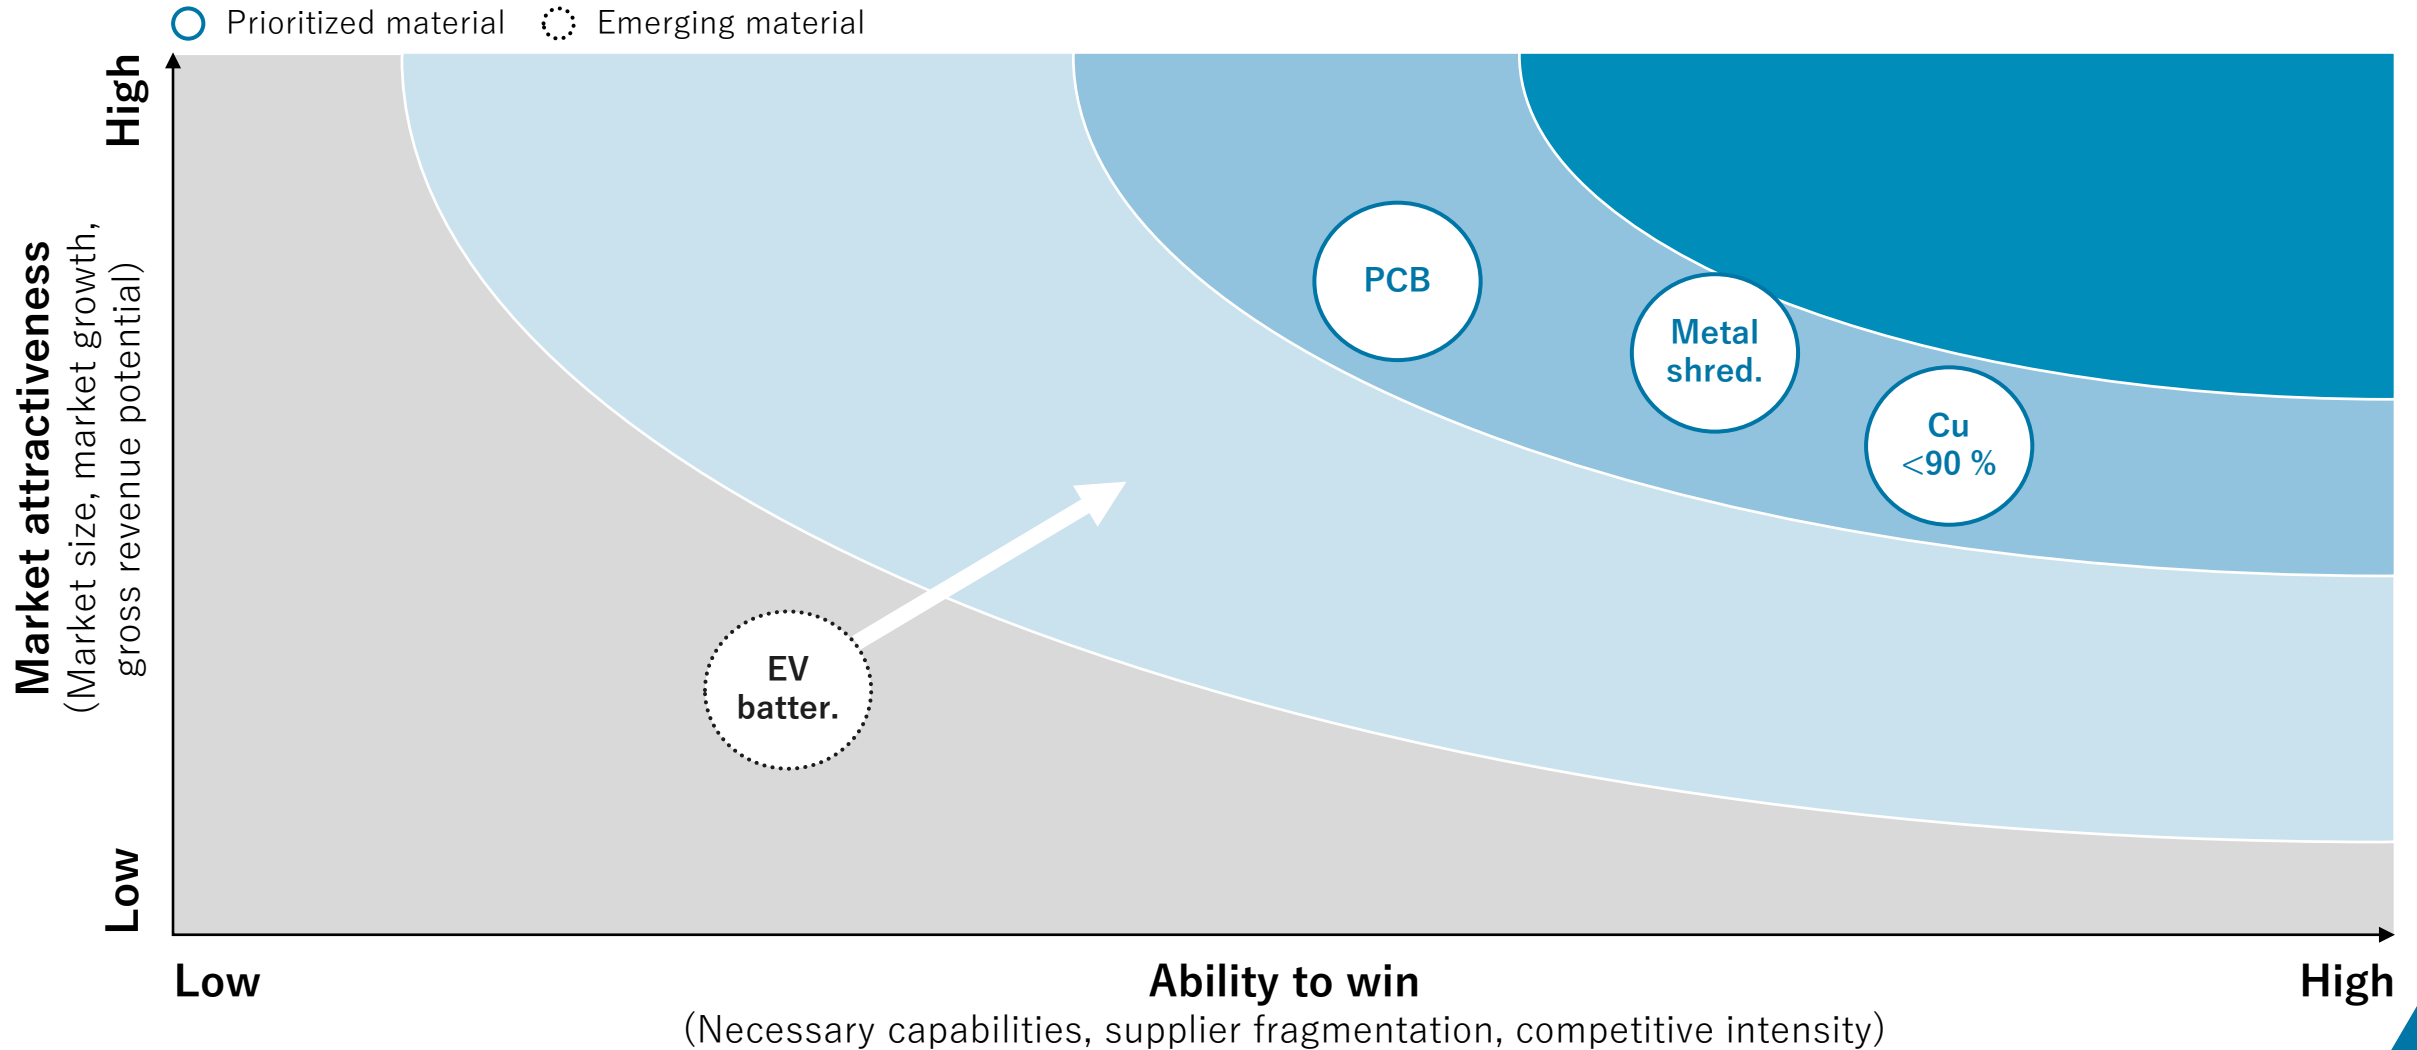 Prioritized material
Emerging material
High
Market attractiveness
(Market size, market growth,
gross revenue potential)
Low
PCB
Metal
shred.
Cu
<90 %
EV
batter.
Low
Ability to win
High
(Necessary capabilities, supplier fragmentation, competitive intensity)